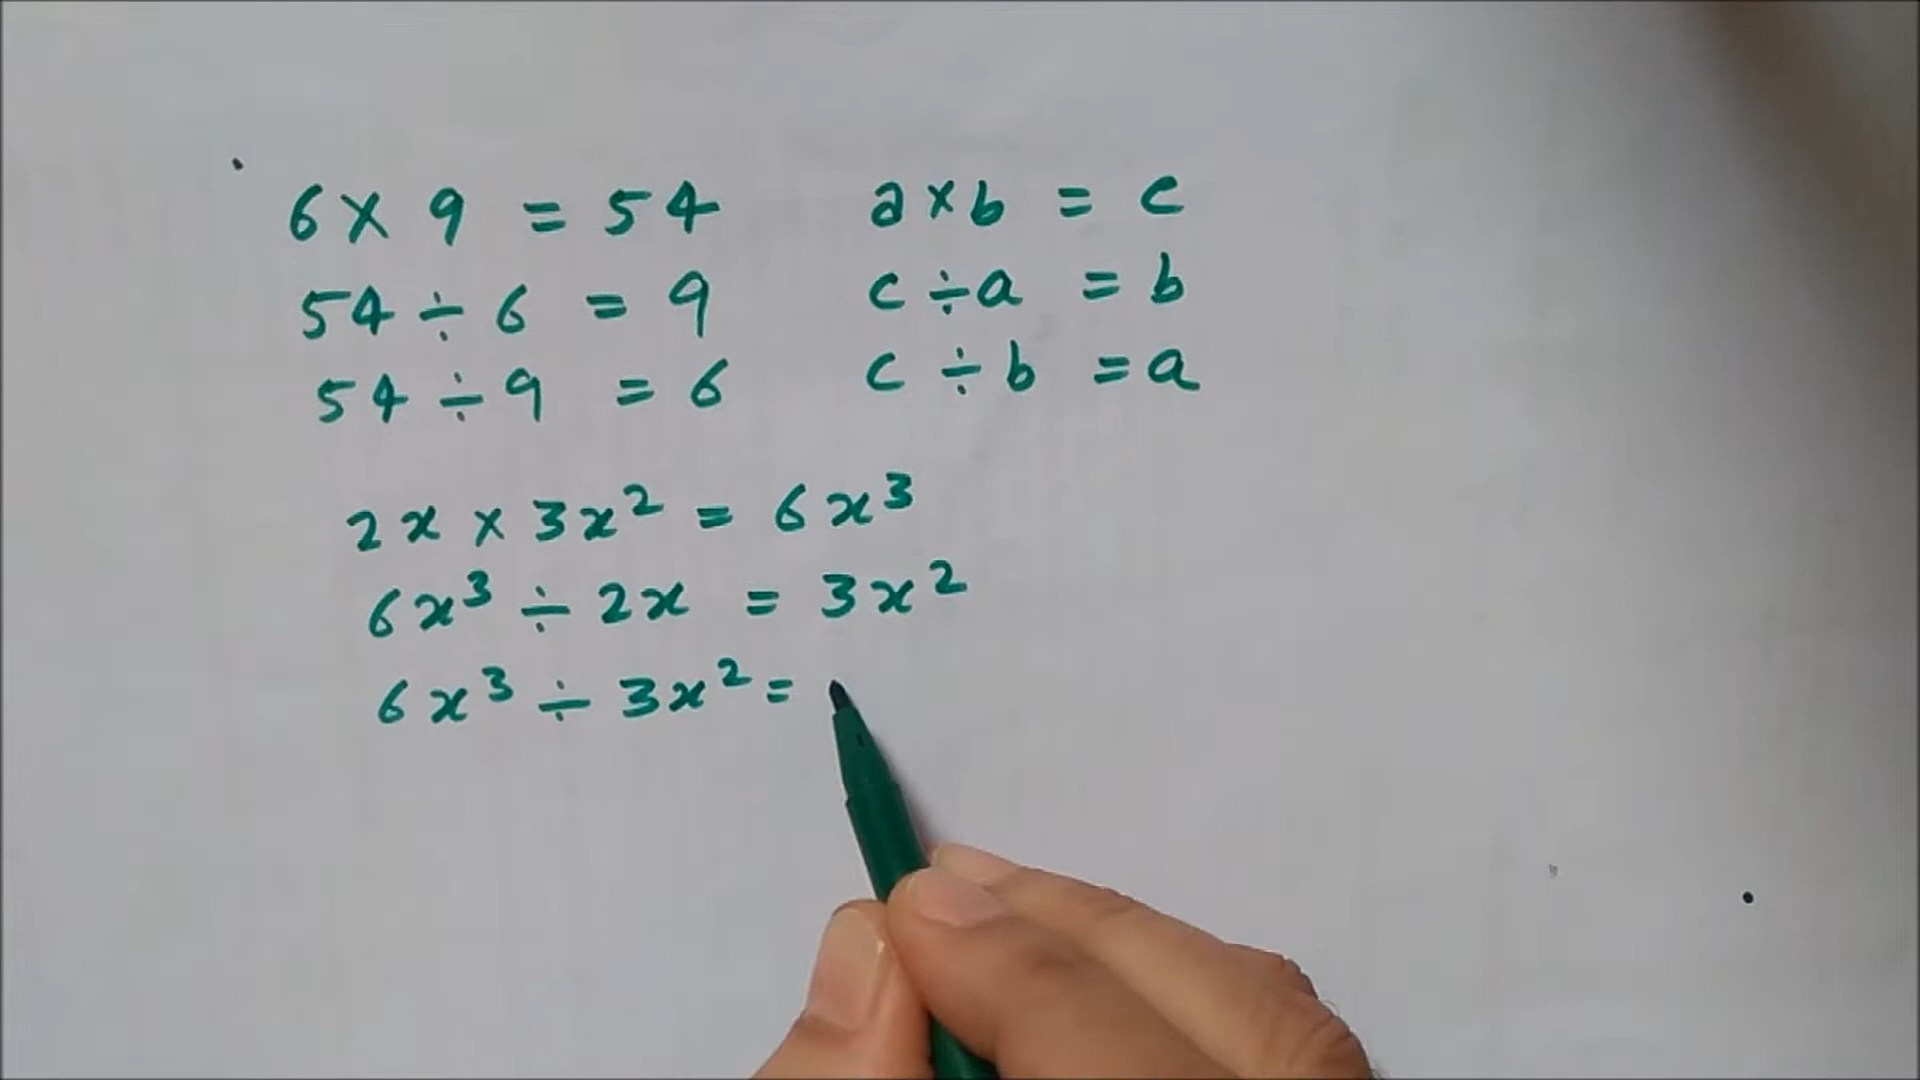 6 × 9 = 54
54 ÷ 6 = 9
54 ÷ 9 = 6
a × b = c
c ÷ a = b
c ÷ b = a
2x × 3x² = 6x³
6x³ ÷ 2x = 3x²
6x³ ÷ 3x² =